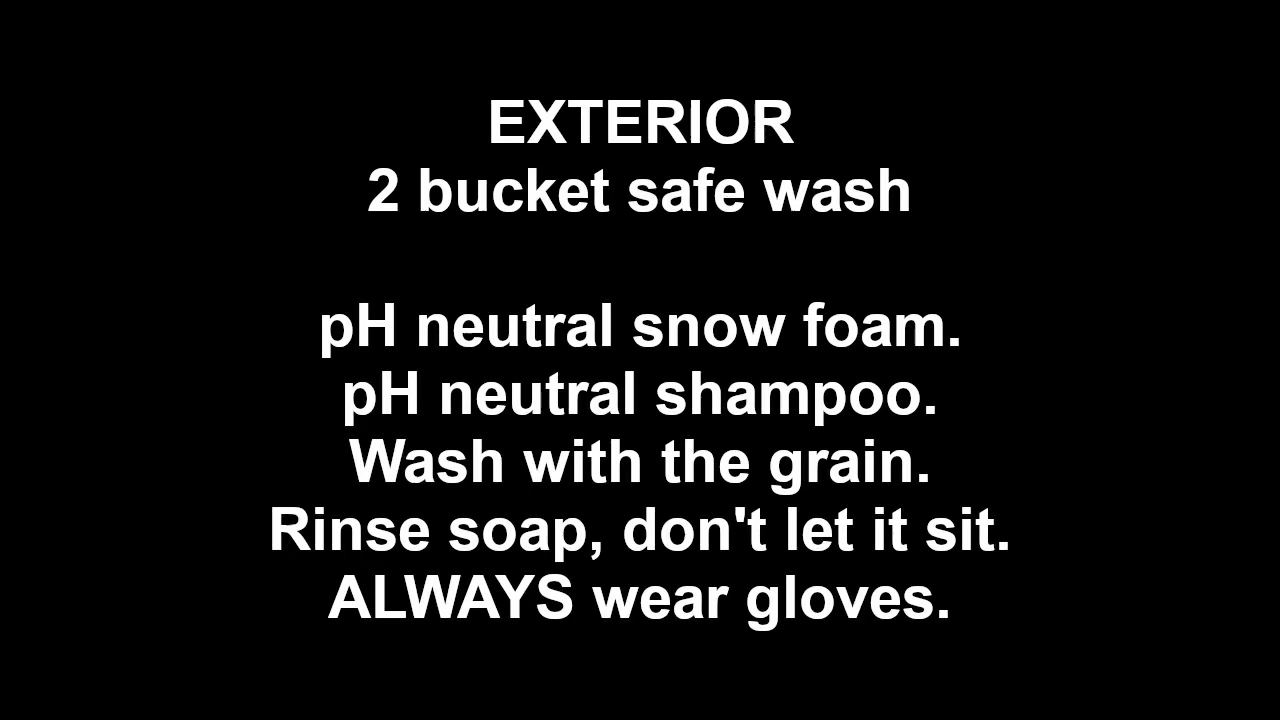 EXTERIOR
2 bucket safe wash
pH neutral snow foam.
pH neutral shampoo.
Wash with the grain.
Rinse soap, don't let it sit.
ALWAYS wear gloves.